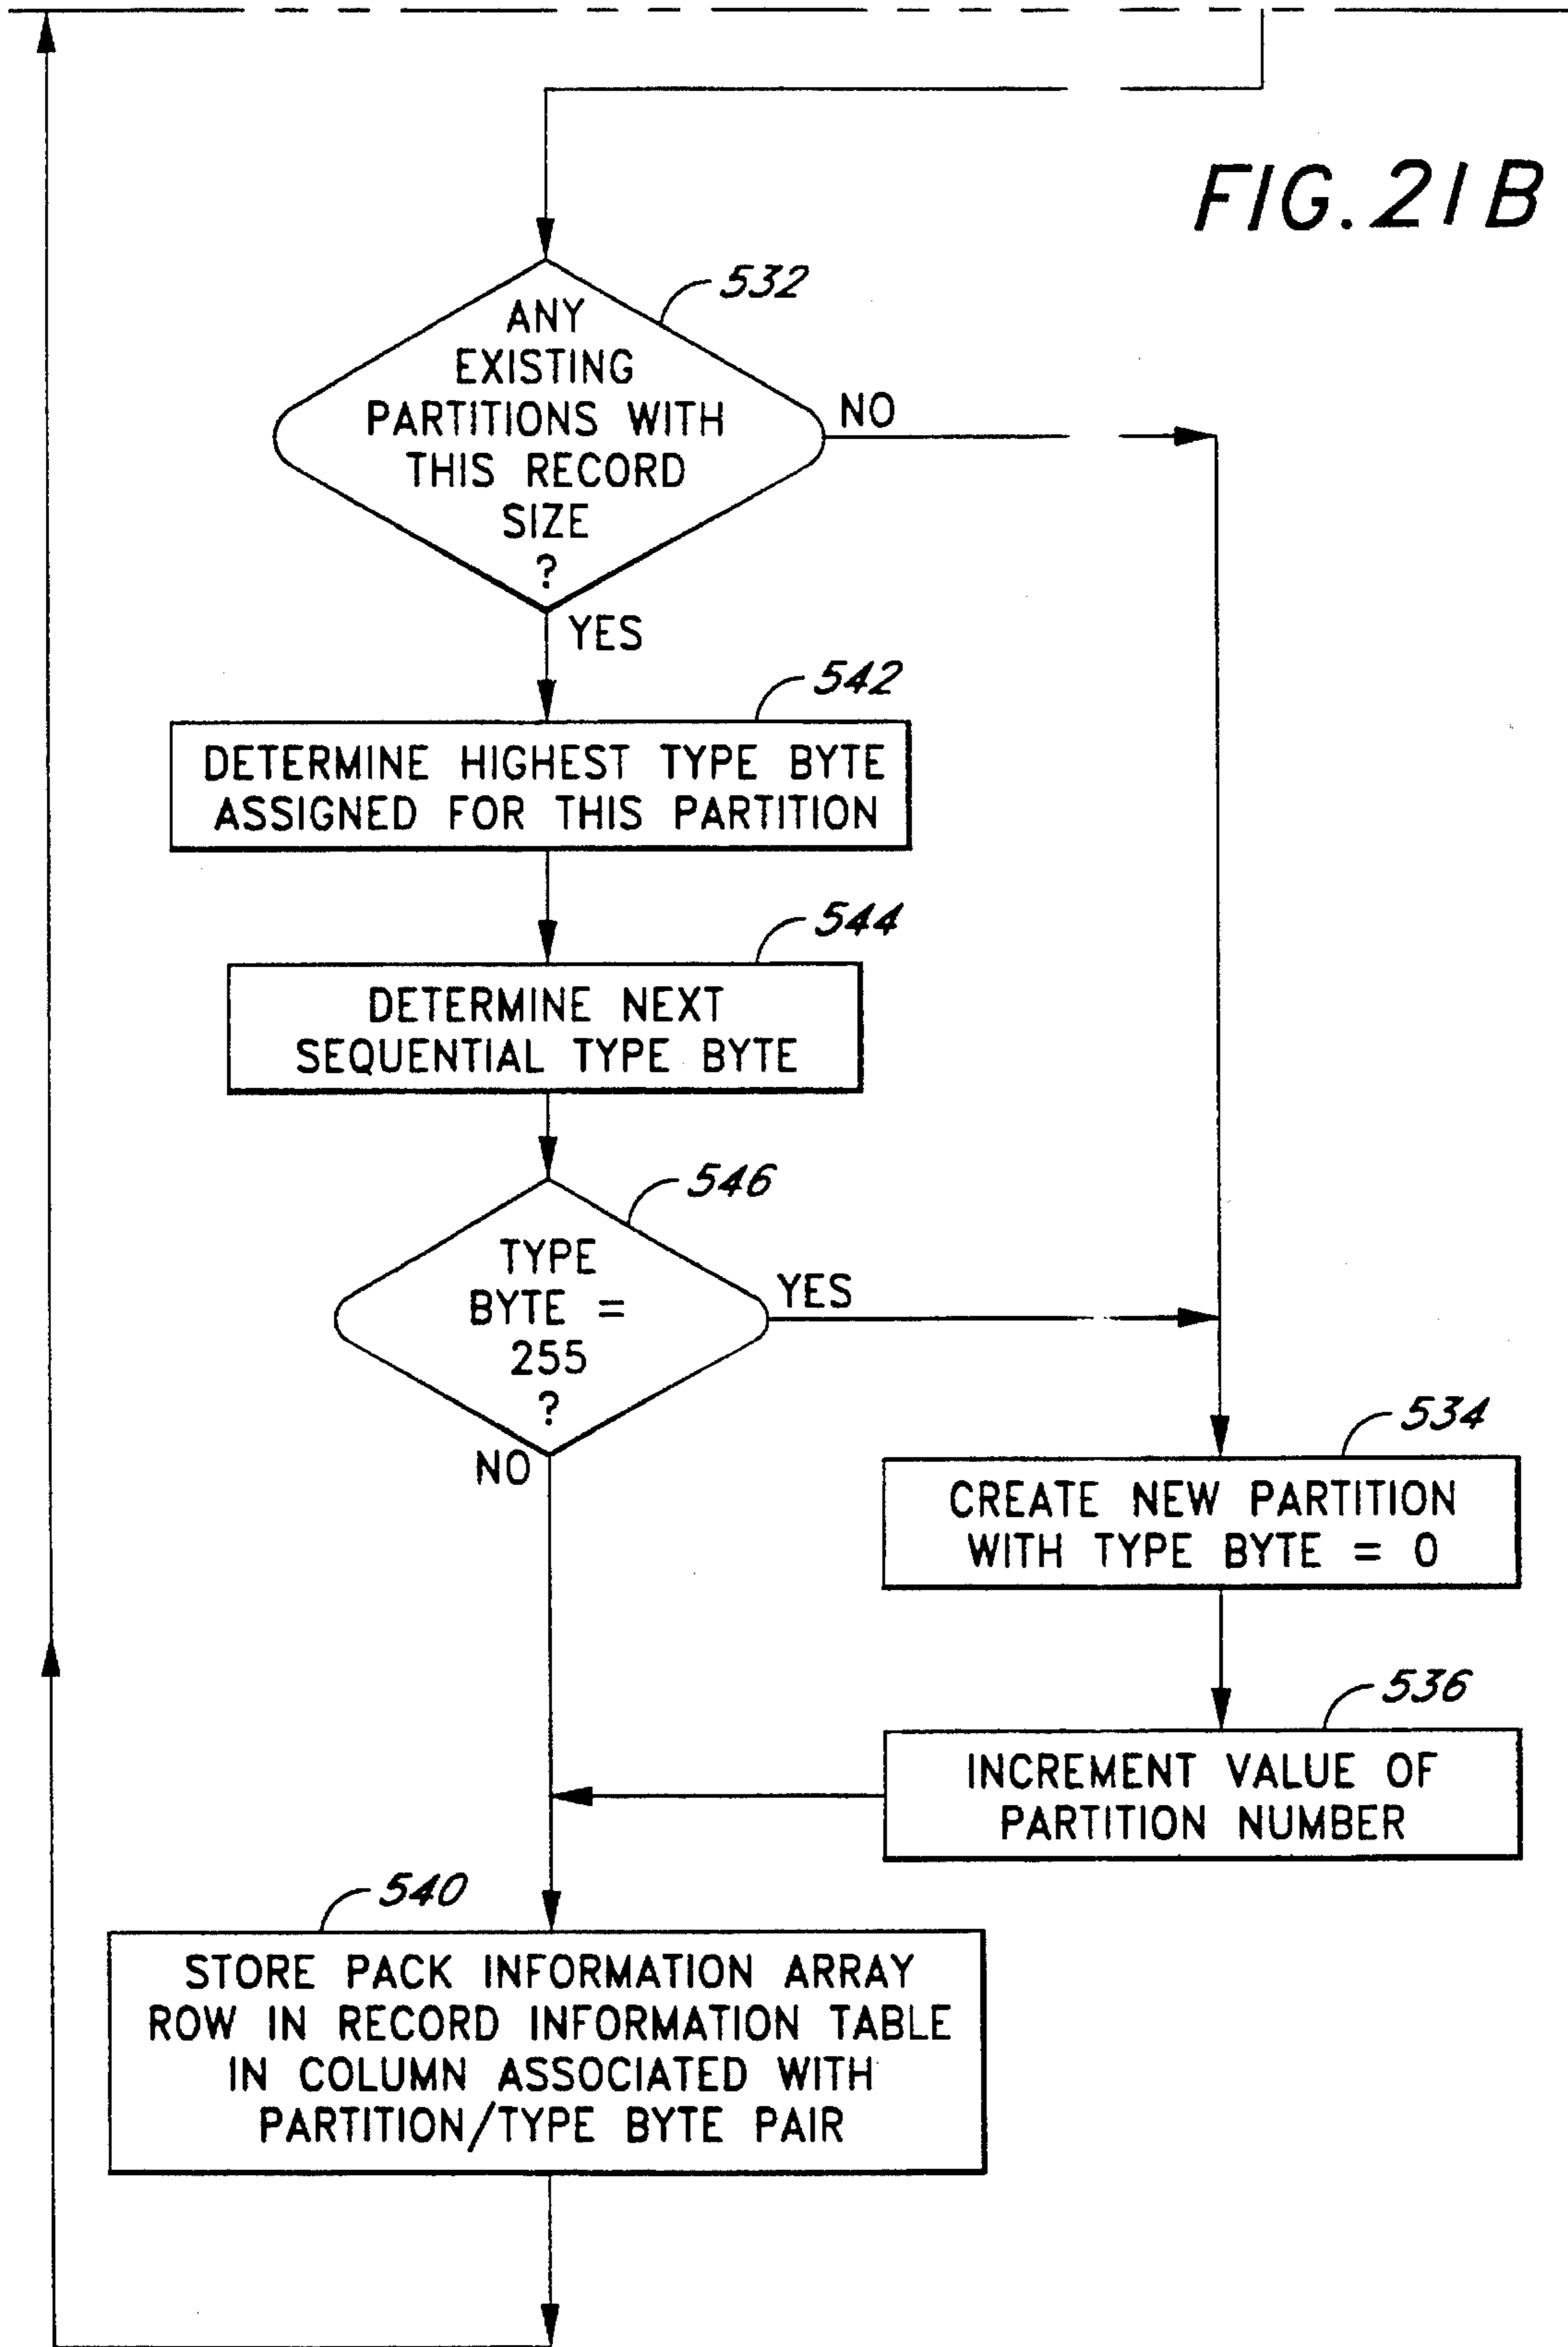 FIG. 21B
532
ANY
EXISTING
PARTITIONS WITH
THIS RECORD
SIZE
?
NO
YES
542
DETERMINE HIGHEST TYPE BYTE
ASSIGNED FOR THIS PARTITION
544
DETERMINE NEXT
SEQUENTIAL TYPE BYTE
546
TYPE
BYTE =
255
?
YES
NO
534
CREATE NEW PARTITION
WITH TYPE BYTE = 0
536
INCREMENT VALUE OF
PARTITION NUMBER
540
STORE PACK INFORMATION ARRAY
ROW IN RECORD INFORMATION TABLE
IN COLUMN ASSOCIATED WITH
PARTITION/TYPE BYTE PAIR